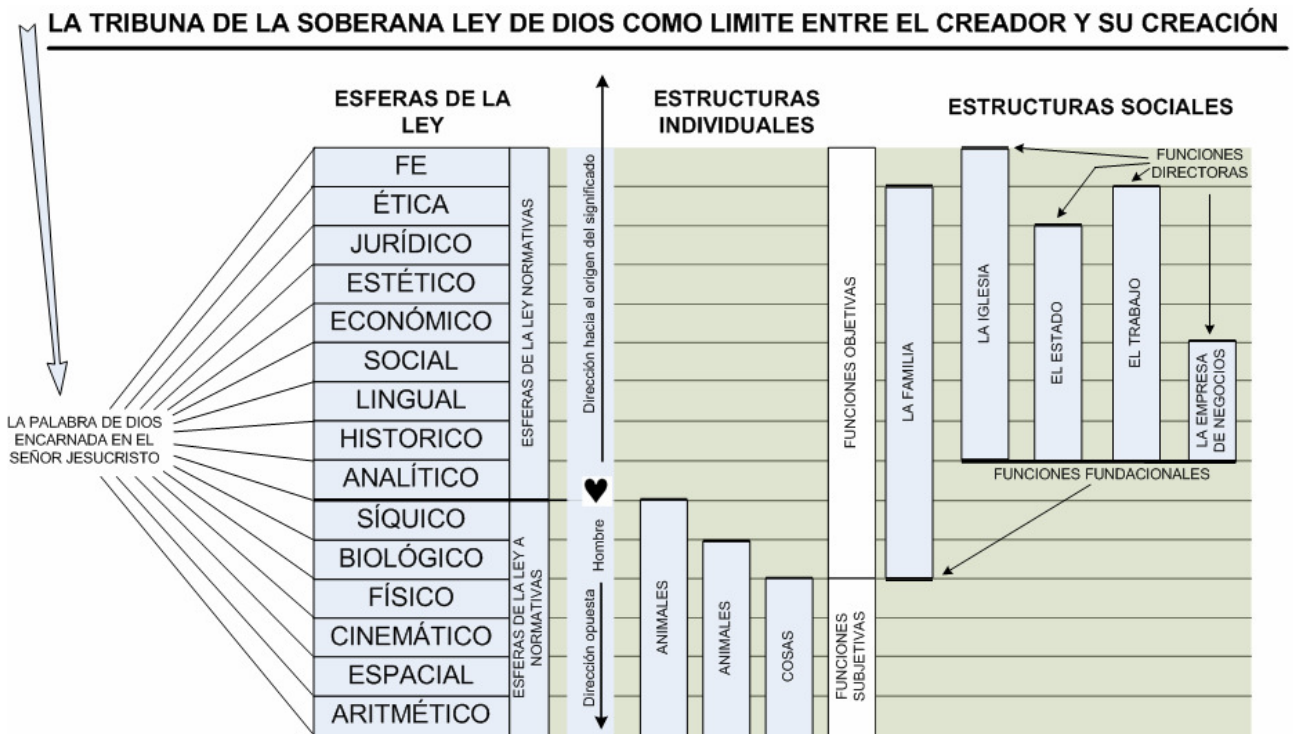 LA TRIBUNA DE LA SOBERANA LEY DE DIOS COMO LIMITE ENTRE EL CREADOR Y SU CREACIÓN
ESFERAS DE LA
LEY
ESTRUCTURAS
INDIVIDUALES
ESTRUCTURAS SOCIALES
FE
ÉTICA
JURÍDICO
ESTÉTICO
ECONÓMICO
SOCIAL
LINGUAL
HISTORICO
ANALÍTICO
SÍQUICO
BIOLÓGICO
FÍSICO
CINEMÁTICO
ESPACIAL
ARITMÉTICO
LA PALABRA DE DIOS
ENCARNADA EN EL
SEÑOR JESUCRISTO
ESFERAS DE LA LEY NORMATIVAS
ESFERAS DE LA LEY A
NORMATIVAS
Dirección hacia el origen del significado
Hombre
Dirección opuesta
ANIMALES
ANIMALES
COSAS
FUNCIONES OBJETIVAS
FUNCIONES
SUBJETIVAS
LA FAMILIA
LA IGLESIA
EL ESTADO
EL TRABAJO
LA EMPRESA
DE NEGOCIOS
FUNCIONES
DIRECTORAS
FUNCIONES FUNDACIONALES